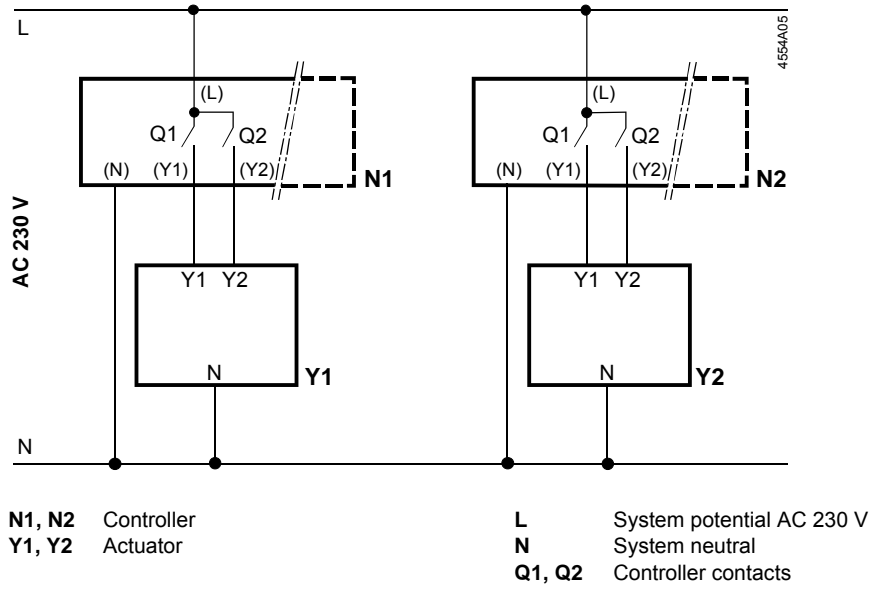 L
4554A05
(L) (L)
Q1 Q2 Q1 Q2
(N) (Y1) (Y2) N1 (N) (Y1) (Y2) N2
AC 230 V
Y1 Y2 Y1 Y2
N Y1 N Y2
N
N1, N2 Controller L System potential AC 230 V
Y1, Y2 Actuator N System neutral
Q1, Q2 Controller contacts